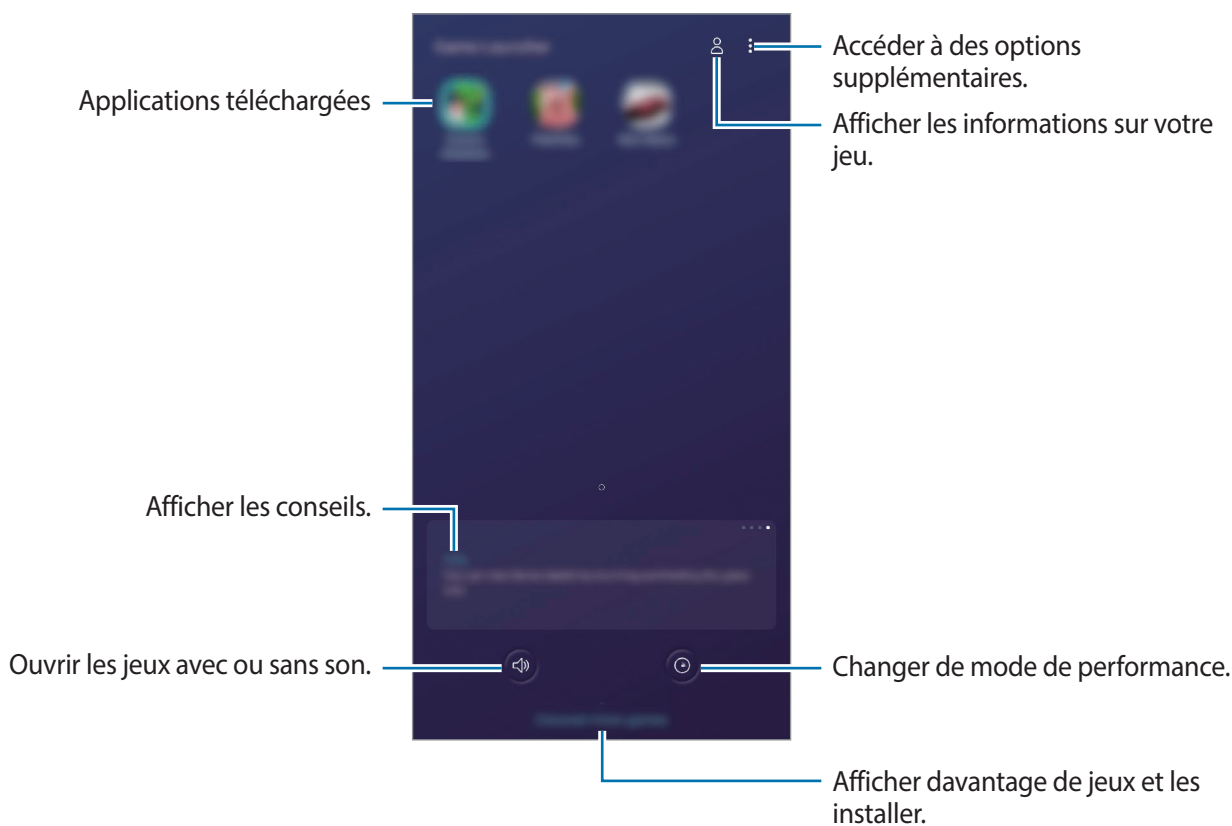 Accéder à des options
supplémentaires.
Applications téléchargées
Afficher les informations sur votre
jeu.
Afficher les conseils.
Ouvrir les jeux avec ou sans son.
Changer de mode de performance.
Afficher davantage de jeux et les
installer.